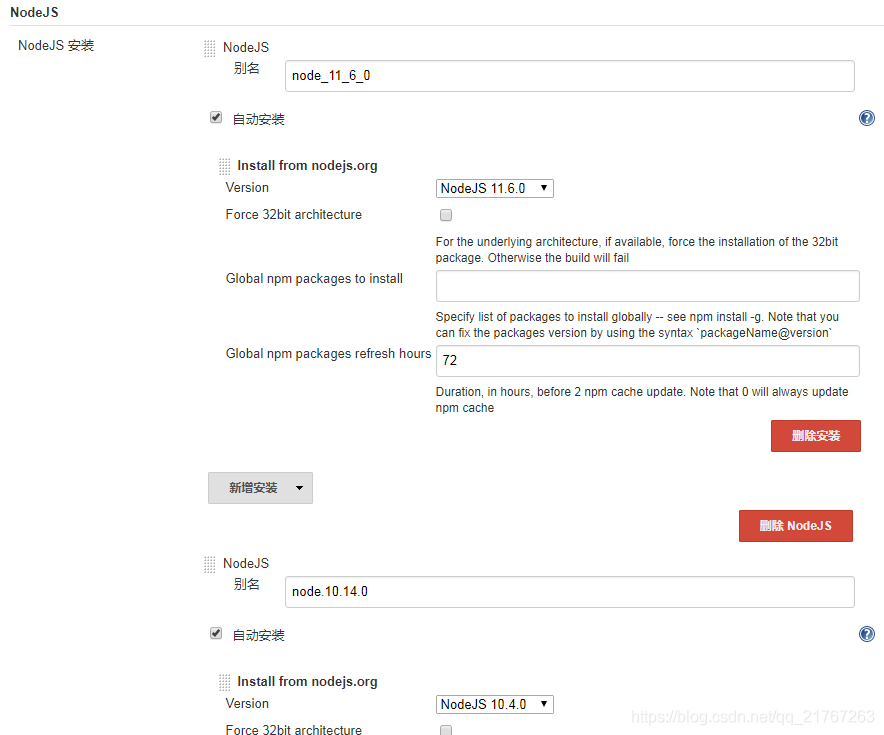 NodeJS
NodeJS 安装
NodeJS
别名
node_11_6_0
自动安装
Install from nodejs.org
Version
NodeJS 11.6.0
Force 32bit architecture
For the underlying architecture, if available, force the installation of the 32bit
package. Otherwise the build will fail
Global npm packages to install
Specify list of packages to install globally -- see npm install -g. Note that you
can fix the packages version by using the syntax `packageName@version`
Global npm packages refresh hours
72
Duration, in hours, before 2 npm cache update. Note that 0 will always update
npm cache
删除安装
新增安装
删除 NodeJS
NodeJS
别名
node.10.14.0
自动安装
Install from nodejs.org
Version
NodeJS 10.4.0
Force 32bit architecture
https://blog.csdn.net/qq_21767263